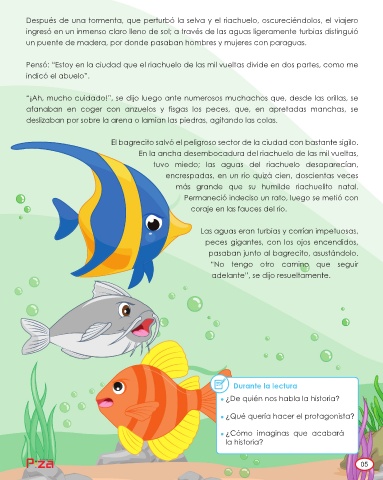 Después de una tormenta, que perturbó la selva y el riachuelo, oscureciéndolos, el viajero
ingresó en un inmenso claro lleno de sol; a través de las aguas ligeramente turbias distinguió
un puente de madera, por donde pasaban hombres y mujeres con paraguas.
Pensó: “Estoy en la ciudad que el riachuelo de las mil vueltas divide en dos partes, como me
indicó el abuelo”.
“¡Ah, mucho cuidado!”, se dijo luego ante numerosos muchachos que, desde las orillas, se
afanaban en coger con anzuelos y fisgas los peces, que, en apretadas manchas, se
deslizaban por sobre la arena o lamían las piedras, agitando las colas.
El bagrecito salvó el peligroso sector de la ciudad con bastante sigilo.
En la ancha desembocadura del riachuelo de las mil vueltas,
tuvo miedo; las aguas del riachuelo desaparecían,
encrespadas, en un río quizá cien, doscientas veces
más grande que su humilde riachuelito natal.
Permaneció indeciso un rato, luego se metió con
coraje en las fauces del río.
Las aguas eran turbias y corrían impetuosas,
peces gigantes, con los ojos encendidos,
pasaban junto al bagrecito, asustándolo.
“No tengo otro camino que seguir
adelante”, se dijo resueltamente.
Durante la lectura
• ¿De quién nos habla la historia?
• ¿Qué quería hacer el protagonista?
• ¿Cómo imaginas que acabará
la historia?
P'za
05